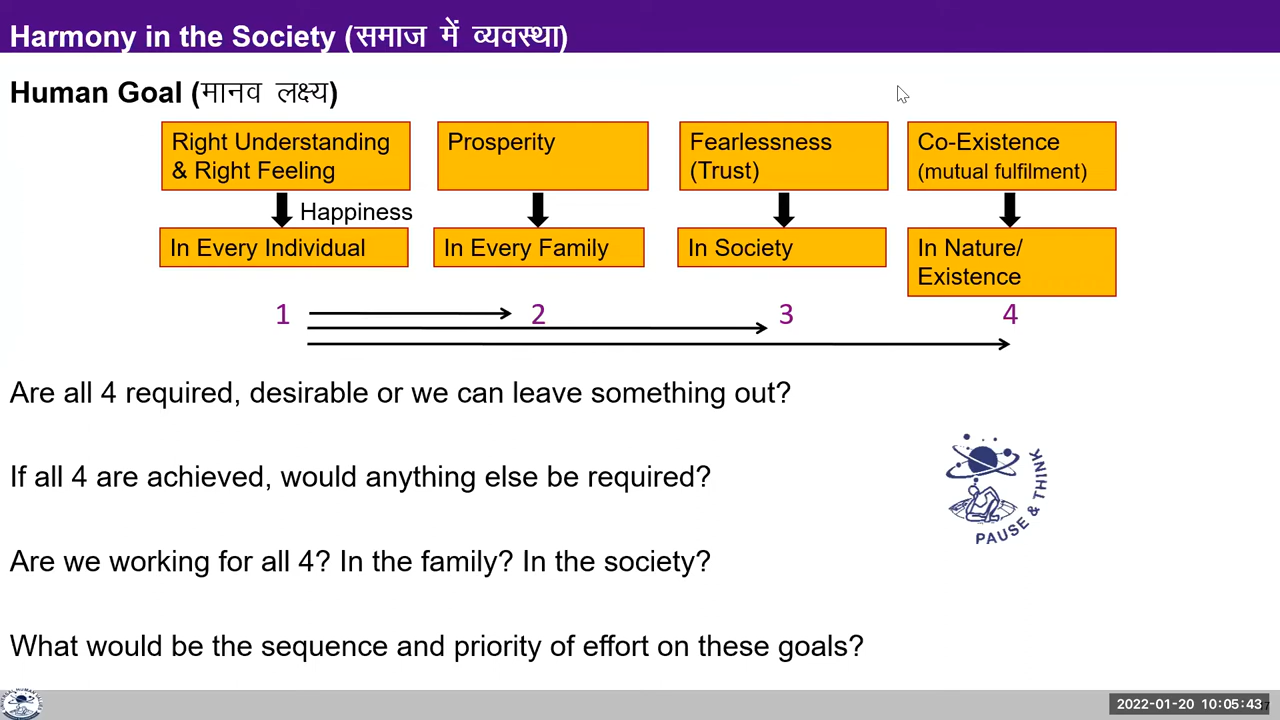 Harmony in the Society (समाज में व्यवस्था)
Human Goal (मानव लक्ष्य)
Right Understanding
& Right Feeling
Prosperity
Fearlessness
(Trust)
Co-Existence
(mutual fulfilment)
Happiness
In Every Individual
In Every Family
In Society
In Nature/
Existence
1
2
3
4
Are all 4 required, desirable or we can leave something out?
If all 4 are achieved, would anything else be required?
PAUSE & THINK
Are we working for all 4? In the family? In the society?
What would be the sequence and priority of effort on these goals?
2022-01-20 10:05:43